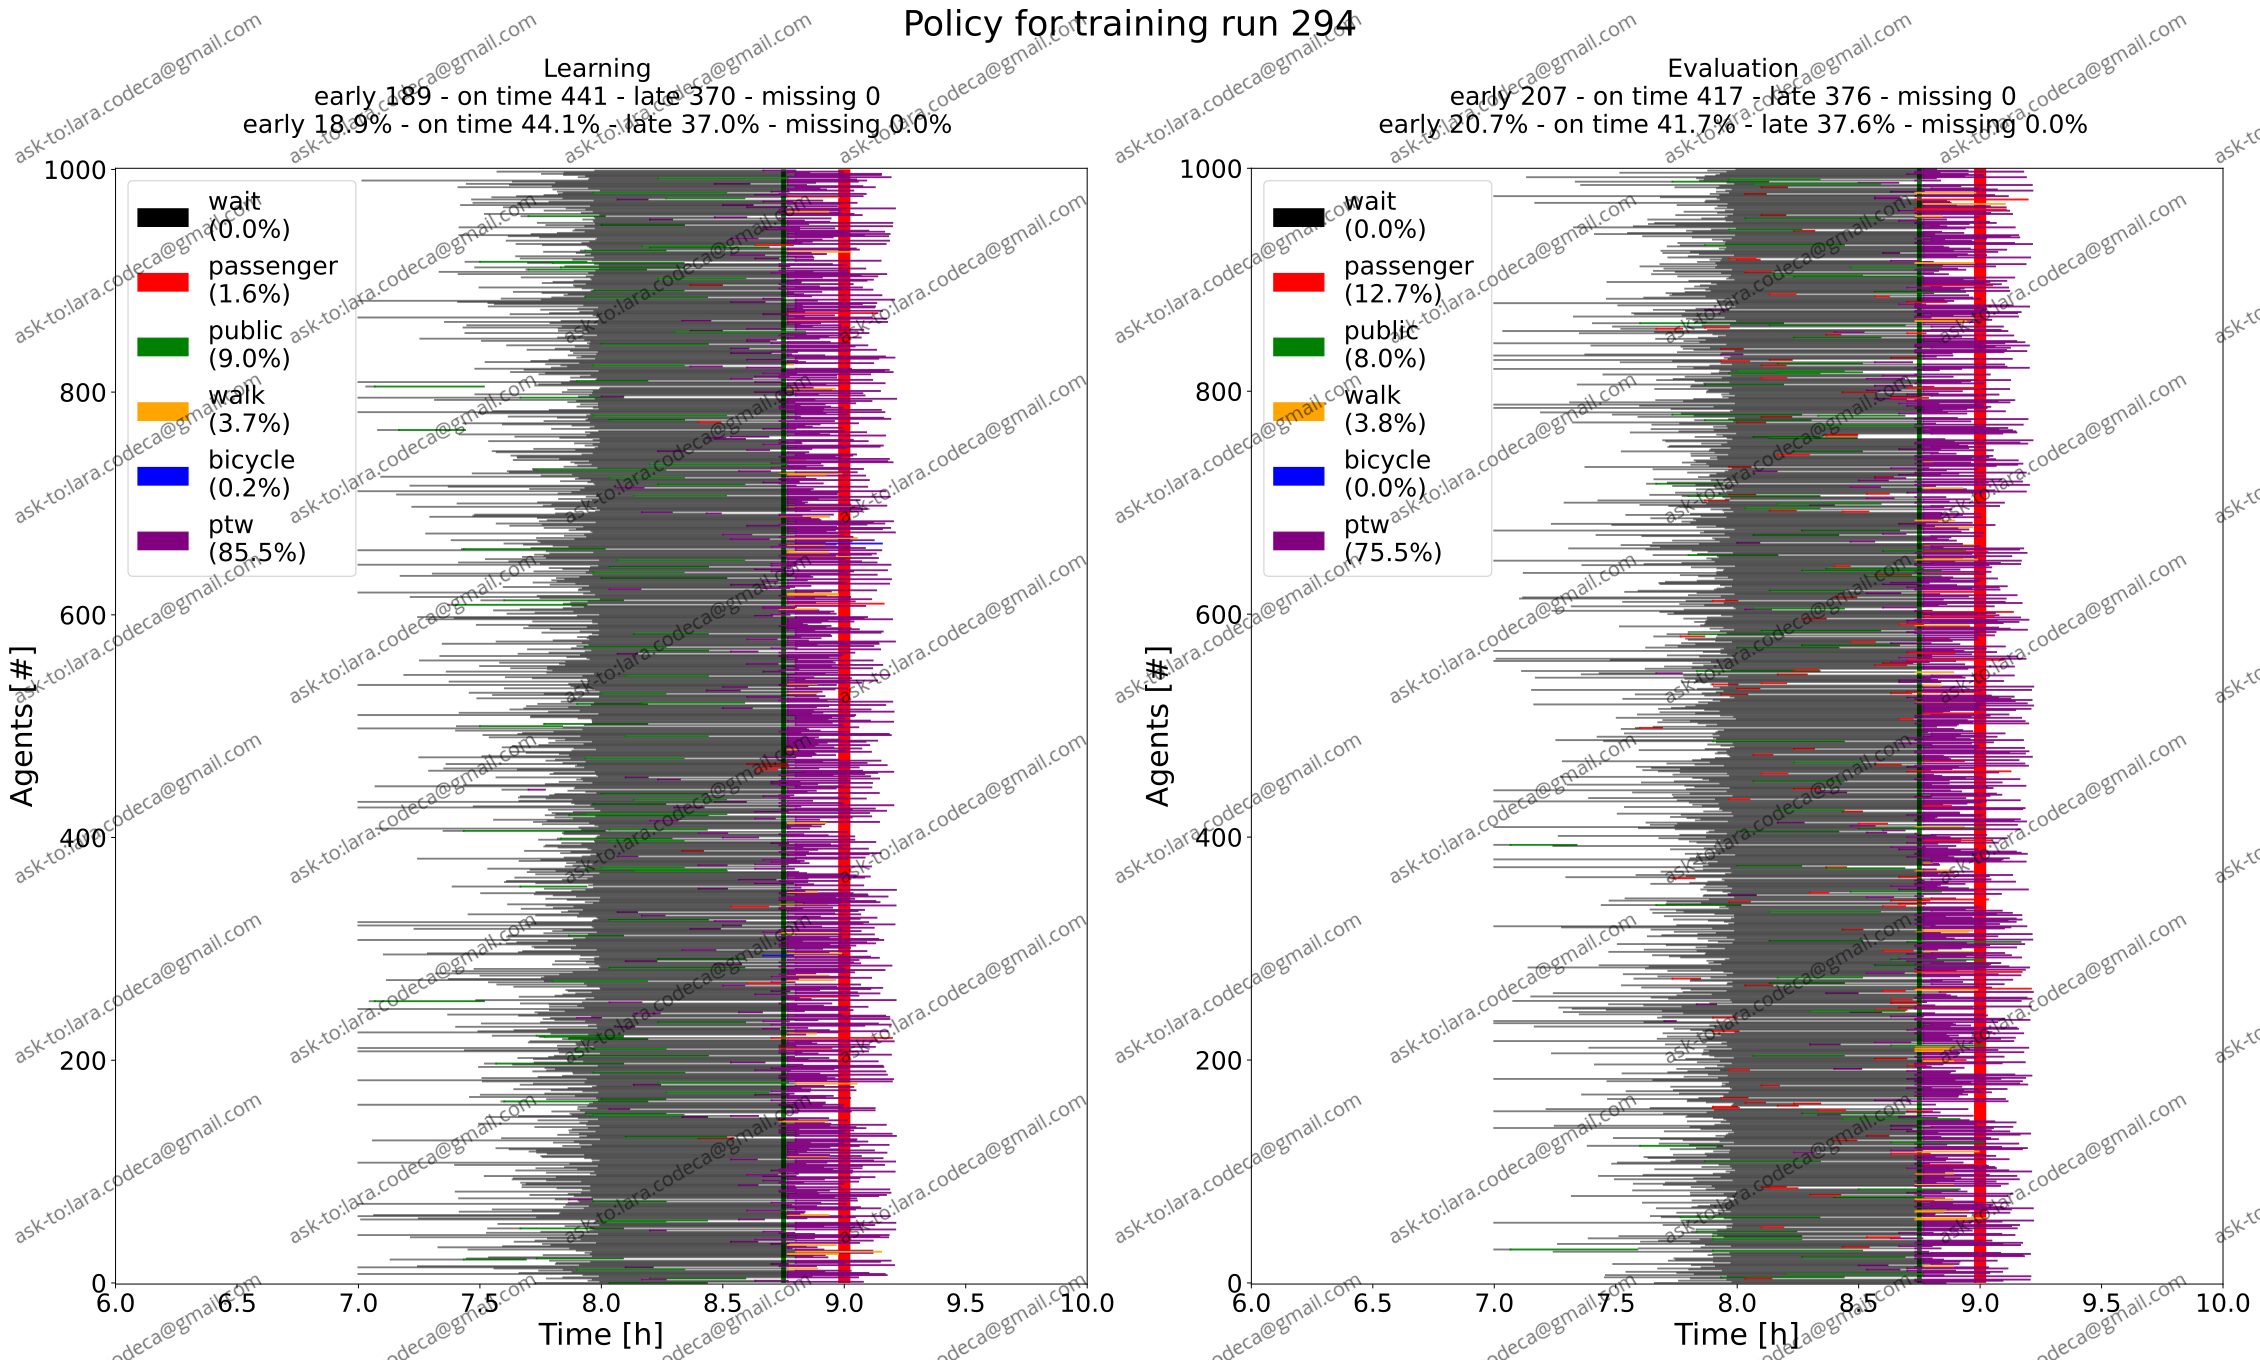 Policy for training run 294
Learning
early 189 - on time 441 - late 370 - missing 0
early 18.9% - on time 44.1% - late 37.0% - missing 0.0%
1000
800
600
400
200
0
Agents [#]
wait
(0.0%)
passenger
(1.6%)
public
(9.0%)
walk
(3.7%)
bicycle
(0.2%)
ptw
(85.5%)
6.0 6.5 7.0 7.5 8.0 8.5 9.0 9.5 10.0
Time [h]
Evaluation
early 207 - on time 417 - late 376 - missing 0
early 20.7% - on time 41.7% - late 37.6% - missing 0.0%
1000
800
600
400
200
0
Agents [#]
wait
(0.0%)
passenger
(12.7%)
public
(8.0%)
walk
(3.8%)
bicycle
(0.0%)
ptw
(75.5%)
6.0 6.5 7.0 7.5 8.0 8.5 9.0 9.5 10.0
Time [h]
ask-to:lara.codeca@gmail.com